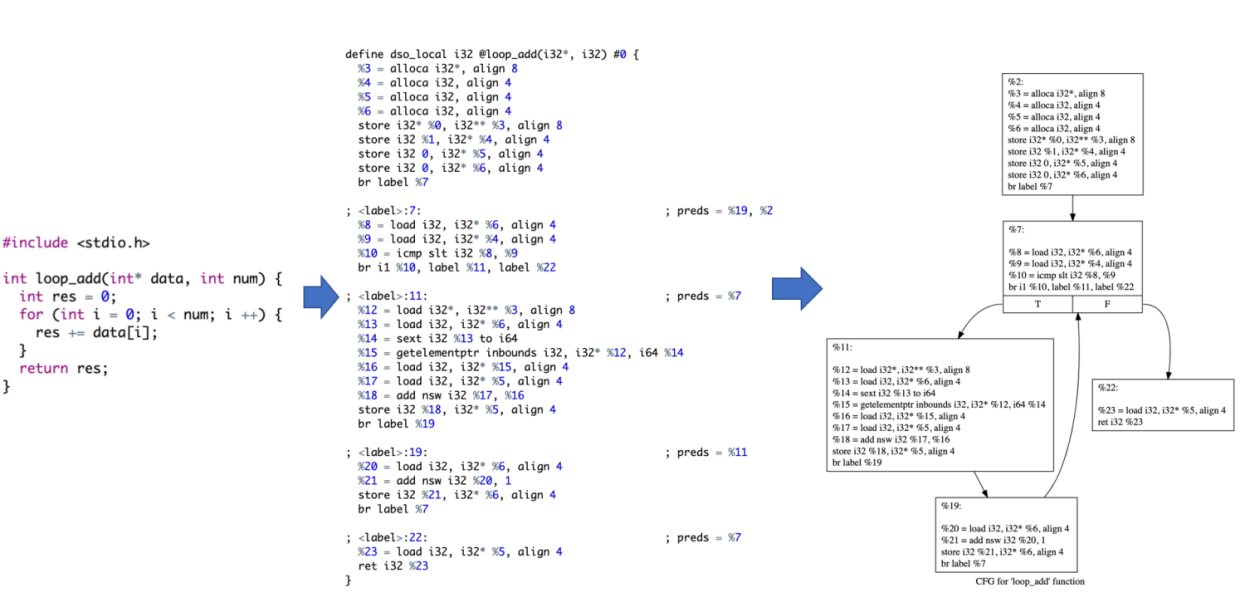 #include <stdio.h>
int loop_add(int* data, int num) {
int res = 0;
for (int i = 0; i < num; i ++) {
res += data[i];
}
return res;
}
define dso_local i32 @loop_add(i32*, i32) #0 {
%3 = alloca i32*, align 8
%4 = alloca i32, align 4
%5 = alloca i32, align 4
%6 = alloca i32, align 4
store i32* %0, i32** %3, align 8
store i32 %1, i32* %4, align 4
store i32 0, i32* %5, align 4
store i32 0, i32* %6, align 4
br label %7
; <label>:7: ; preds = %19, %2
%8 = load i32, i32* %6, align 4
%9 = load i32, i32* %4, align 4
%10 = icmp slt i32 %8, %9
br i1 %10, label %11, label %22
; <label>:11: ; preds = %7
%12 = load i32*, i32** %3, align 8
%13 = load i32, i32* %6, align 4
%14 = sext i32 %13 to i64
%15 = getelementptr inbounds i32, i32* %12, i64 %14
%16 = load i32, i32* %15, align 4
%17 = load i32, i32* %5, align 4
%18 = add nsw i32 %17, %16
store i32 %18, i32* %5, align 4
br label %19
; <label>:19: ; preds = %11
%20 = load i32, i32* %6, align 4
%21 = add nsw i32 %20, 1
store i32 %21, i32* %6, align 4
br label %7
; <label>:22: ; preds = %7
%23 = load i32, i32* %5, align 4
ret i32 %23
}
%2:
%3 = alloca i32*, align 8
%4 = alloca i32, align 4
%5 = alloca i32, align 4
%6 = alloca i32, align 4
store i32* %0, i32** %3, align 8
store i32 %1, i32* %4, align 4
store i32 0, i32* %5, align 4
store i32 0, i32* %6, align 4
br label %7
%7:
%8 = load i32, i32* %6, align 4
%9 = load i32, i32* %4, align 4
%10 = icmp slt i32 %8, %9
br i1 %10, label %11, label %22
T F
%11:
%12 = load i32*, i32** %3, align 8
%13 = load i32, i32* %6, align 4
%14 = sext i32 %13 to i64
%15 = getelementptr inbounds i32, i32* %12, i64 %14
%16 = load i32, i32* %15, align 4
%17 = load i32, i32* %5, align 4
%18 = add nsw i32 %17, %16
store i32 %18, i32* %5, align 4
br label %19
%22:
%23 = load i32, i32* %5, align 4
ret i32 %23
%19:
%20 = load i32, i32* %6, align 4
%21 = add nsw i32 %20, 1
store i32 %21, i32* %6, align 4
br label %7
CFG for 'loop_add' function